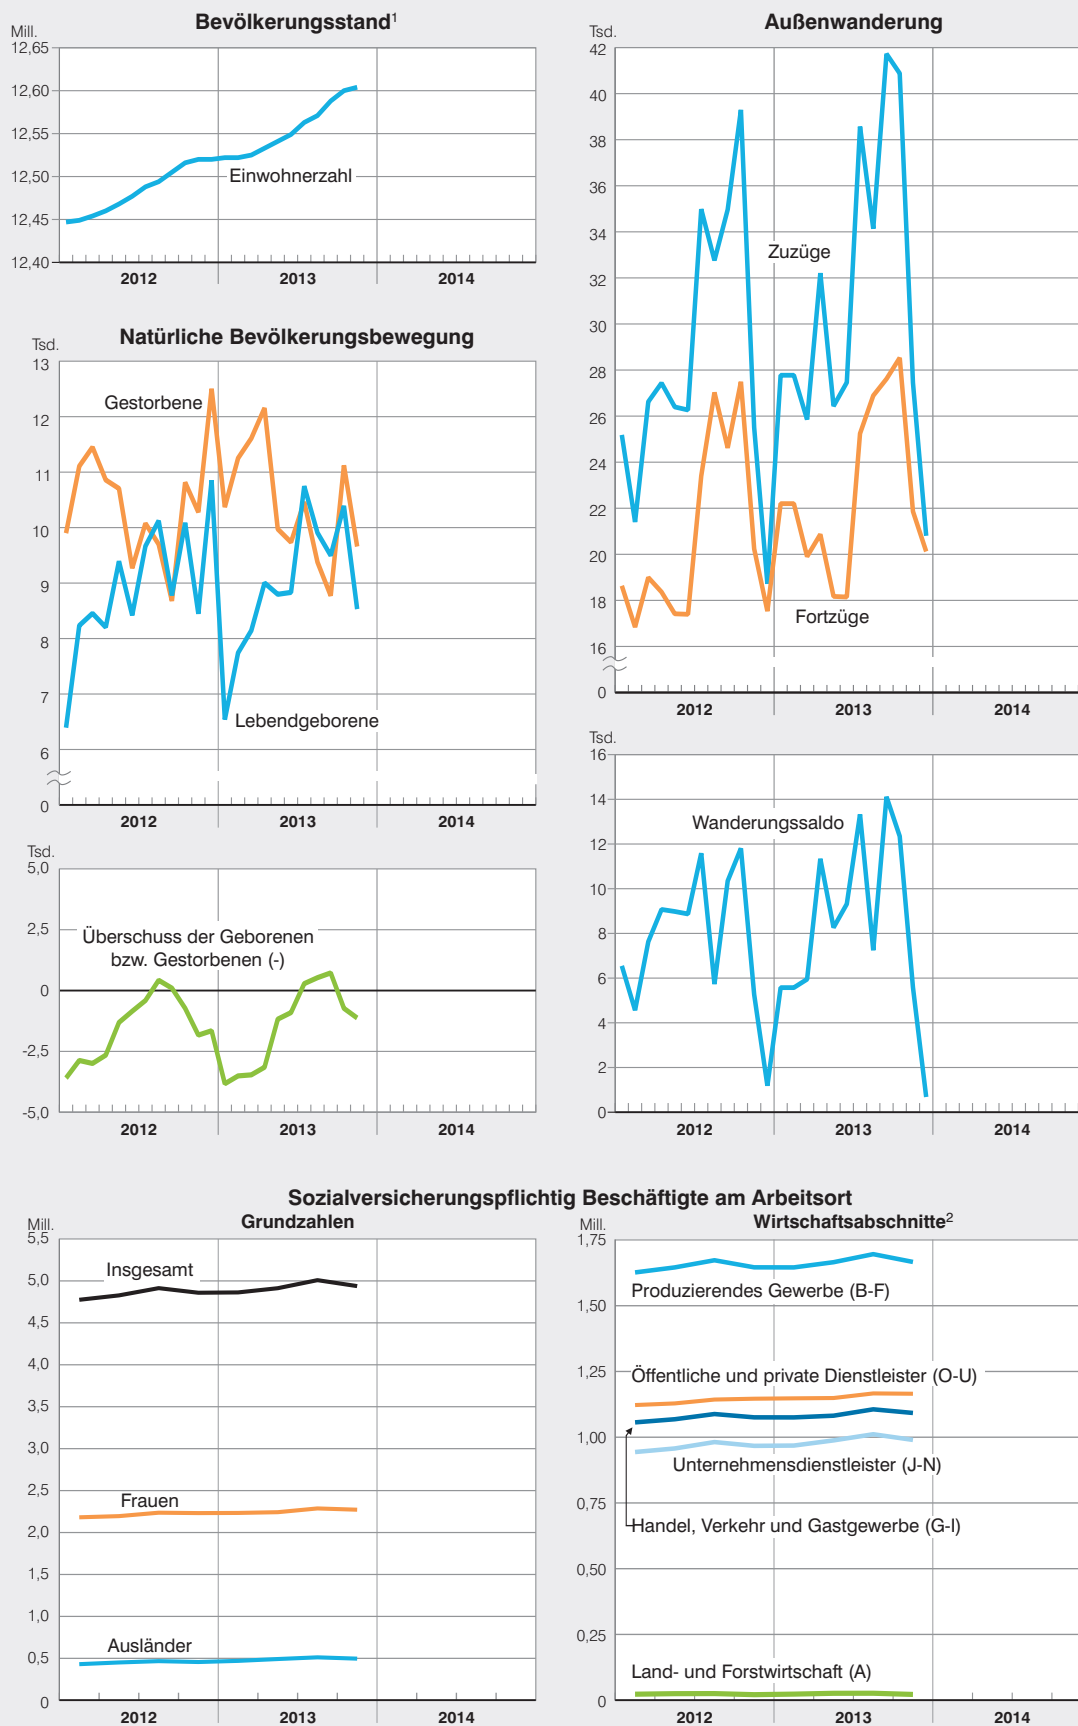 Bevölkerungsstand¹
Mill.
12,65
12,60
12,55
12,50
12,45
12,40
Einwohnerzahl
2012 2013 2014
Natürliche Bevölkerungsbewegung
Tsd.
13
12
11
10
9
8
7
6
0
Gestorbene
Lebendgeborene
2012 2013 2014
Tsd.
5,0
2,5
0
-2,5
-5,0
Überschuss der Geborenen
bzw. Gestorbenen (-)
2012 2013 2014
Außenwanderung
Tsd.
42
40
38
36
34
32
30
28
26
24
22
20
18
16
0
Zuzüge
Fortzüge
2012 2013 2014
Tsd.
16
14
12
10
8
6
4
2
0
Wanderungssaldo
2012 2013 2014
Sozialversicherungspflichtig Beschäftigte am Arbeitsort
Grundzahlen
Mill.
5,5
5,0
4,5
4,0
3,5
3,0
2,5
2,0
1,5
1,0
0,5
0
Insgesamt
Frauen
Ausländer
2012 2013 2014
Wirtschaftsabschnitte²
Mill.
1,75
1,50
1,25
1,00
0,75
0,50
0,25
0
Produzierendes Gewerbe (B-F)
Öffentliche und private Dienstleister (O-U)
Unternehmensdienstleister (J-N)
Handel, Verkehr und Gastgewerbe (G-I)
Land- und Forstwirtschaft (A)
2012 2013 2014